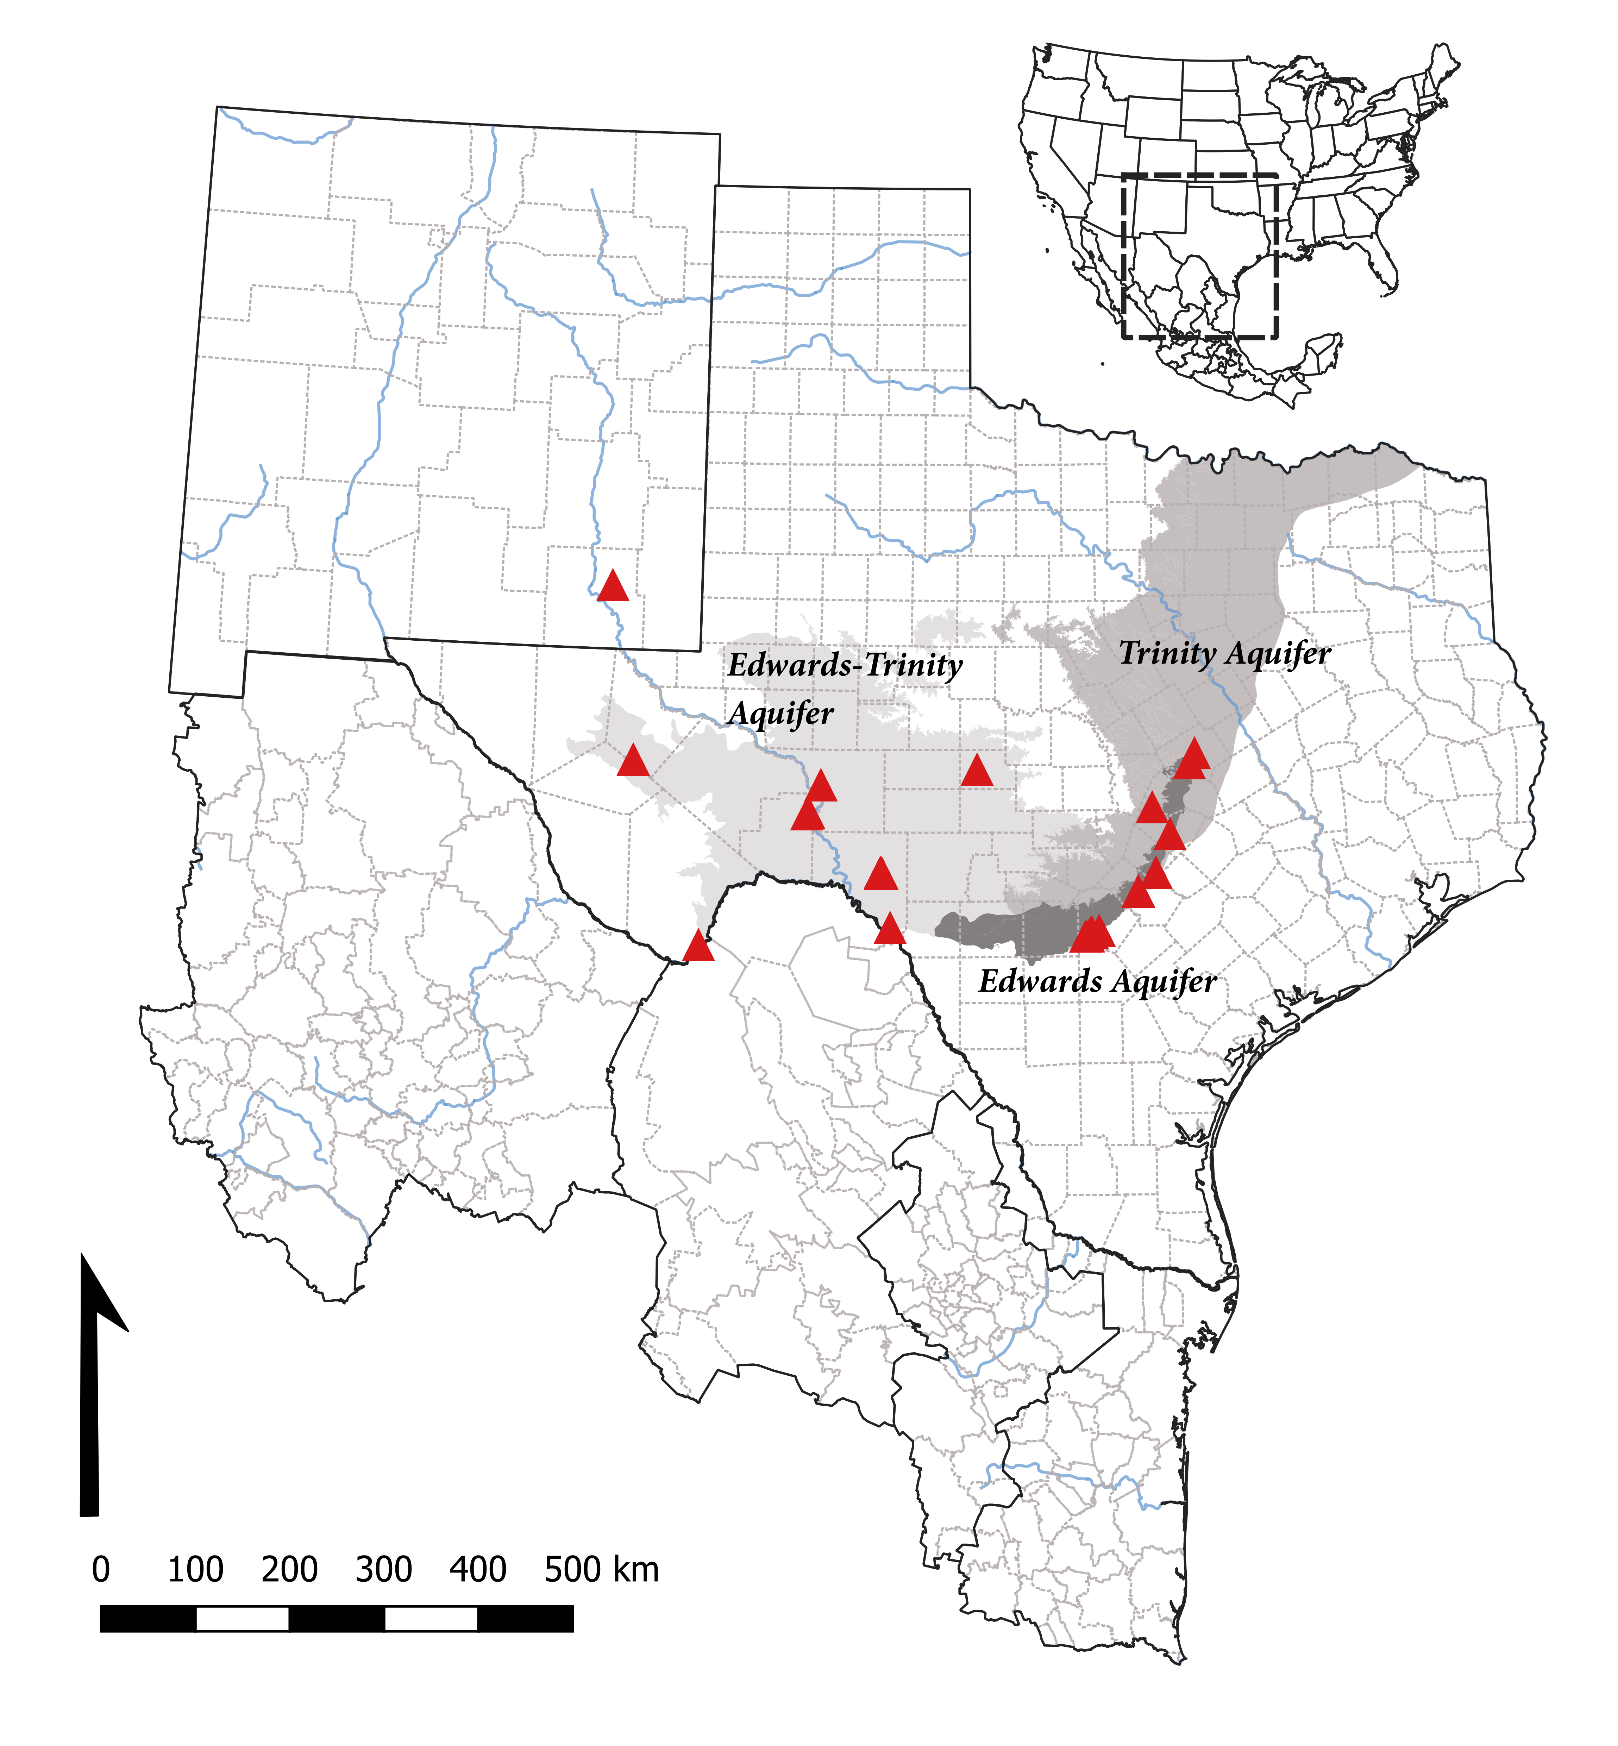 Edwards-Trinity
Aquifer
Trinity Aquifer
Edwards Aquifer
0 100 200 300 400 500 km